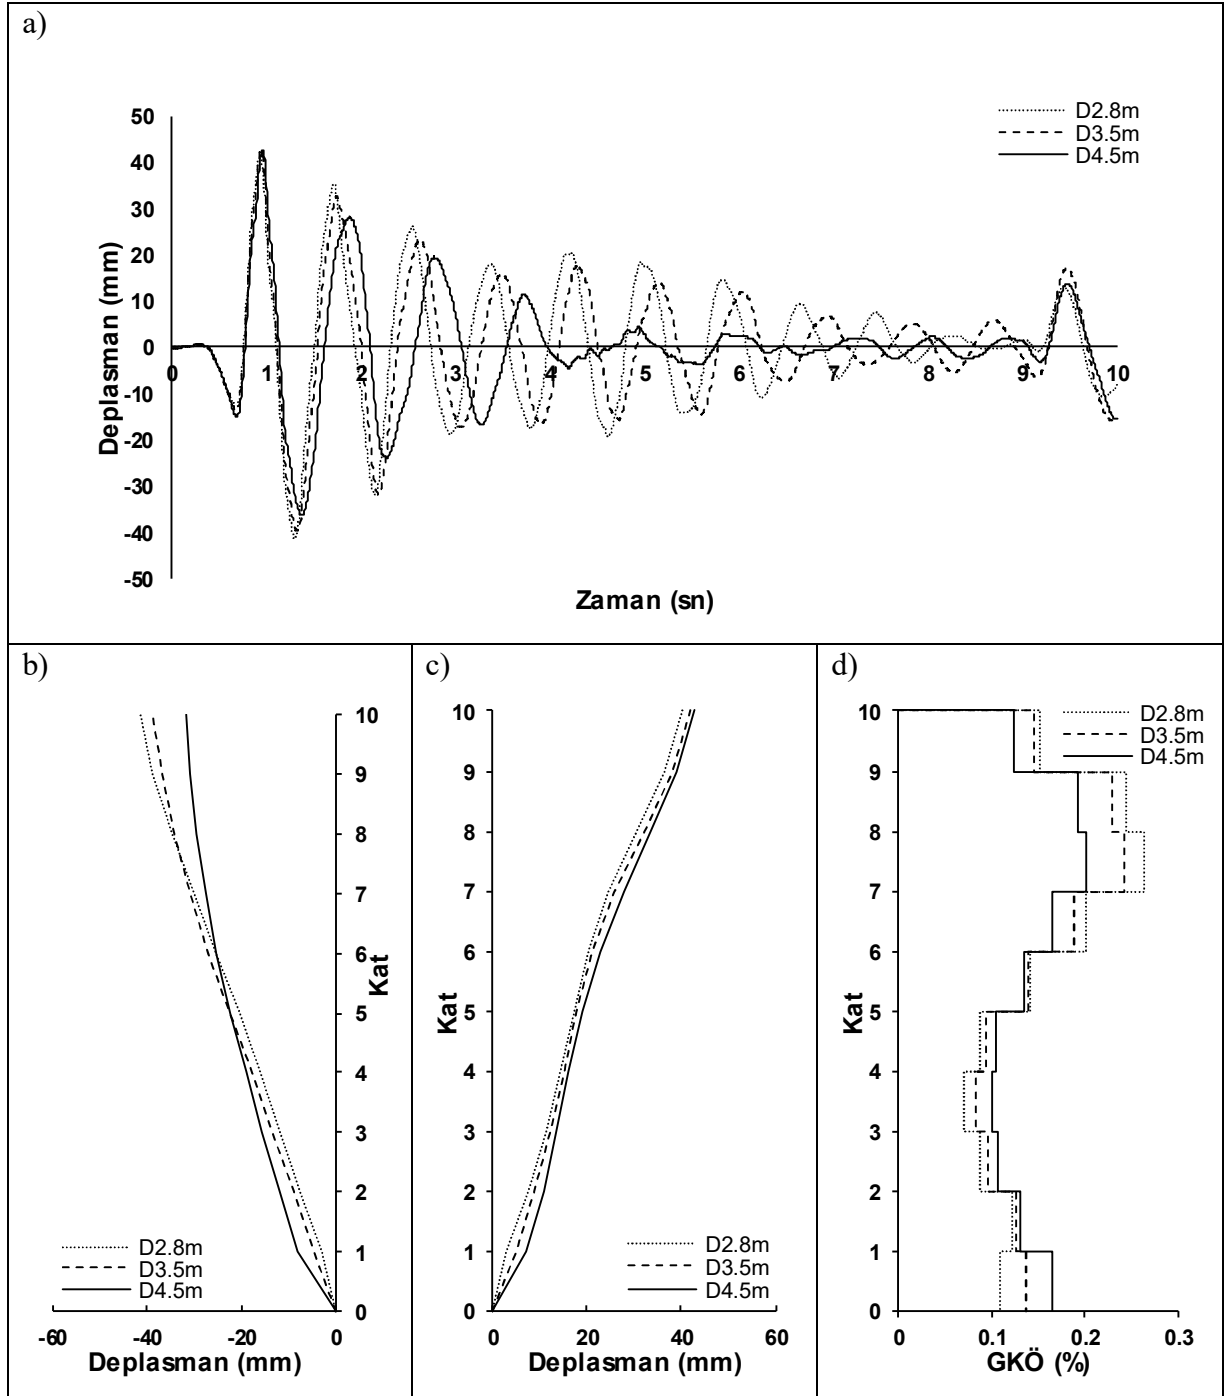 a)
D2.8m
D3.5m
D4.5m
50
40
30
20
10
0
-10
-20
-30
-40
-50
Deplasman (mm)
0 1 2 3 4 5 6 7 8 9 10
Zaman (sn)
b)
10
9
8
7
6
5
4
3
2
1
0
Kat
D2.8m
D3.5m
D4.5m
-60 -40 -20 0
Deplasman (mm)
c)
10
9
8
7
6
5
4
3
2
1
0
Kat
D2.8m
D3.5m
D4.5m
0 20 40 60
Deplasman (mm)
d)
10
9
8
7
6
5
4
3
2
1
0
Kat
D2.8m
D3.5m
D4.5m
0 0.1 0.2 0.3
GKÖ (%)